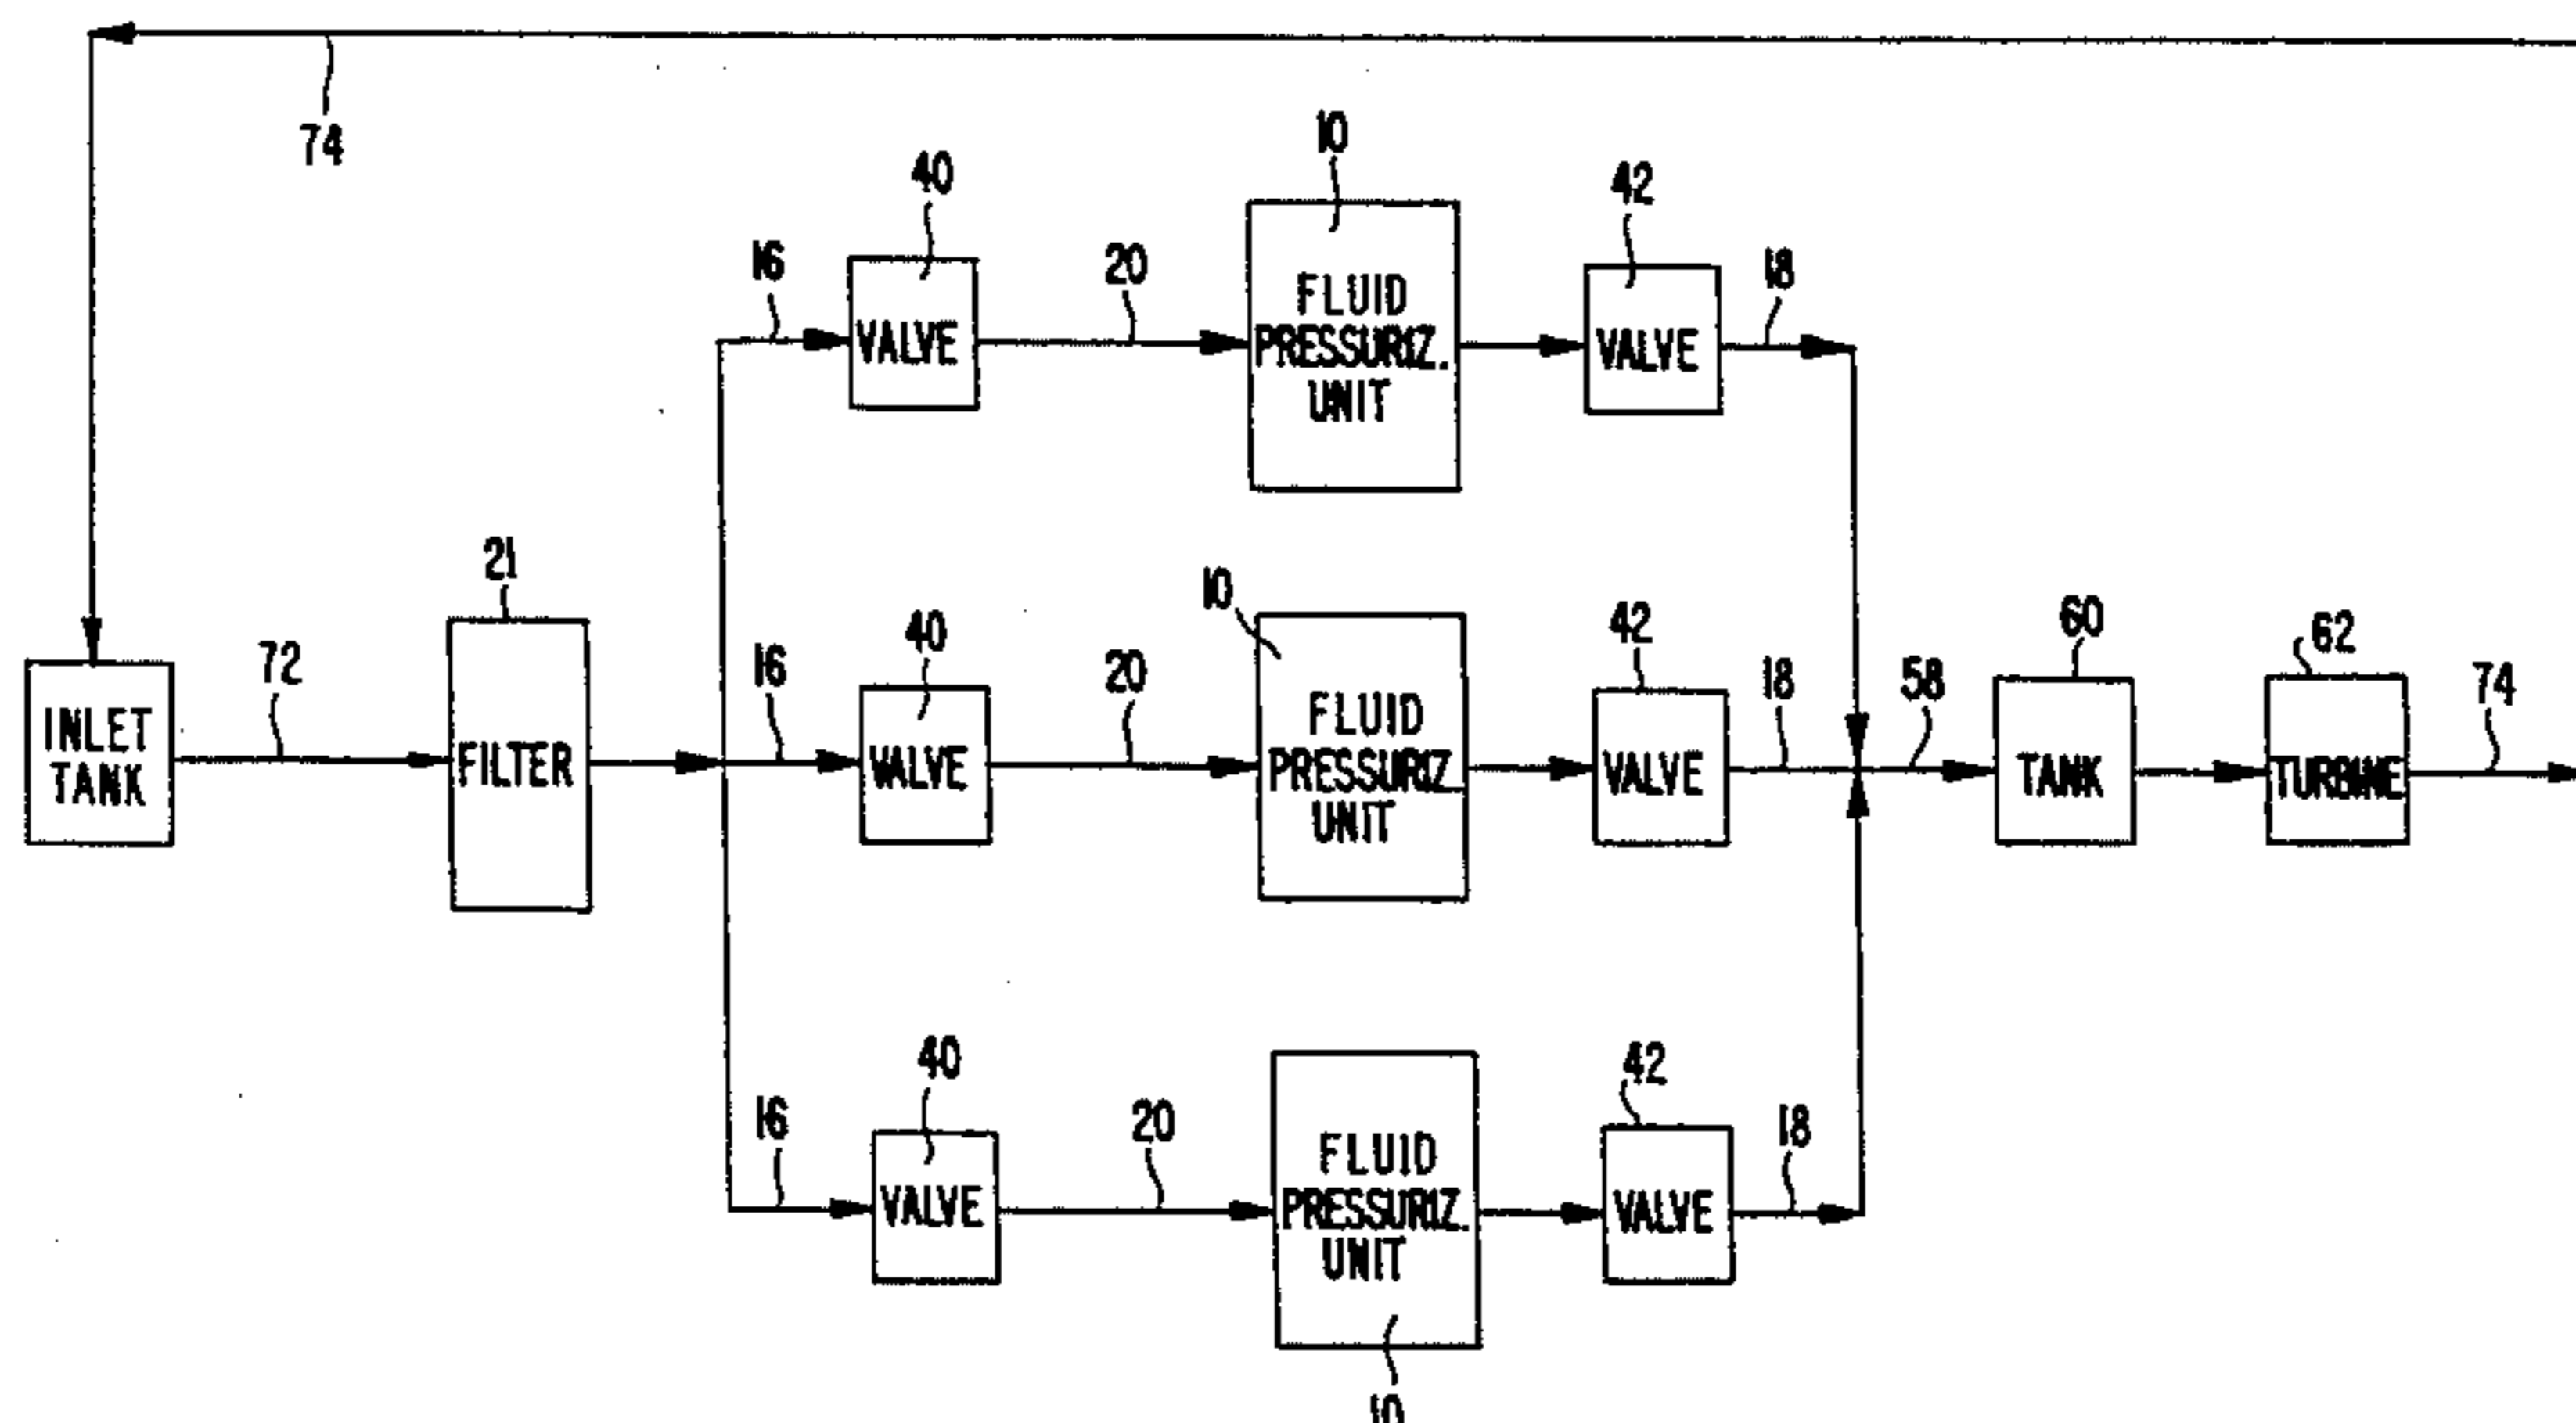 74
10
40
42
16
20
18
FLUID
PRESSURIZ.
UNIT
VALVE
VALVE
21
10
40
42
60
62
72
16
20
18
58
74
INLET
TANK
FILTER
VALVE
FLUID
PRESSURIZ.
UNIT
VALVE
TANK
TURBINE
40
42
16
20
18
VALVE
FLUID
PRESSURIZ.
UNIT
VALVE
10